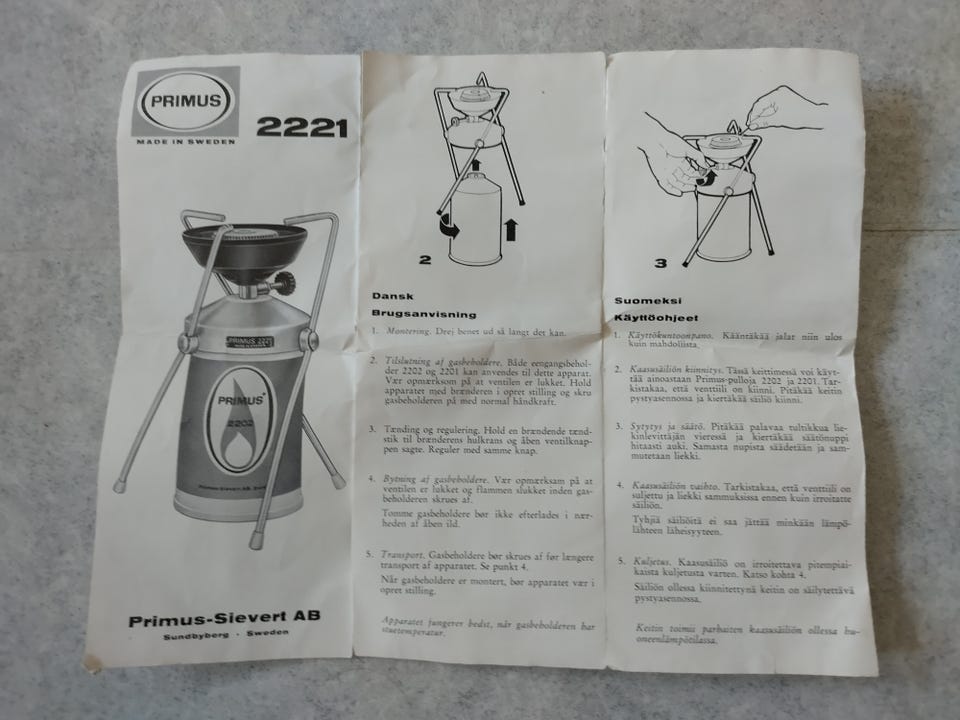 PRIMUS
MADE IN SWEDEN
2221
PRIMUS 2221
MADE IN SWEDEN
PRIMUS
2202
Primus-Sievert AB, Sund
Primus-Sievert AB
Sundbyberg · Sweden
2
Dansk
Brugsanvisning
1. Montering. Drej benet ud så langt det kan.
2. Tilslutning af gasbeholdere. Både eengangsbehol-
der 2202 og 2201 kan anvendes til dette apparat.
Vær opmærksom på at ventilen er lukket. Hold
apparatet med brænderen i opret stilling og skru
gasbeholderen på med normal håndkraft.
3. Tænding og regulering. Hold en brændende tænd-
stik til brænderens hulkrans og åben ventilknap-
pen sagte. Reguler med samme knap.
4. Bytning af gasbeholdere. Vær opmærksom på at
ventilen er lukket og flammen slukket inden gas-
beholderen skrues af.
Tomme gasbeholdere bør ikke efterlades i nær-
heden af åben ild.
5. Transport. Gasbeholdere bør skrues af før længere
transport af apparatet. Se punkt 4.
Når gasbeholdere er montert, bør apparatet vær i
opret stilling.
Apparatet fungerer bedst, når gasbeholderen har
stuetemperatur.
3
Suomeksi
Käyttöohjeet
1. Käyttökuntoonpano. Kääntäkää jalat niin ulos
kuin mahdollista.
2. Kaasusäiliön kiinnitys. Tässä keittimessä voi käyt-
tää ainoastaan Primus-pulloja 2202 ja 2201. Tar-
kistakaa, että venttiili on kiinni. Pitäkää keitin
pystyasennossa ja kiertäkää säiliö kiinni.
3. Sytytys ja säätö. Pitäkää palavaa tulitikkua lie-
kinlevittäjän vieressä ja kiertäkää säätönuppi
hitaasti auki. Samasta nupista säädetään ja sam-
mutetaan liekki.
4. Kaasusäiliön vaihto. Tarkistakaa, että venttiili on
suljettu ja liekki sammuksissa ennen kuin irroitatte
säiliön.
Tyhjiä säiliöitä ei saa jättää minkään lämpö-
lähteen läheisyyteen.
5. Kuljetus. Kaasusäiliö on irroitettava pitempiai-
kaista kuljetusta varten. Katso kohta 4.
Säiliön ollessa kiinnitettynä keitin on säilytettävä
pystyasennossa.
Keitin toimii parhaiten kaasusäiliön ollessa hu-
oneenlämpötilassa.